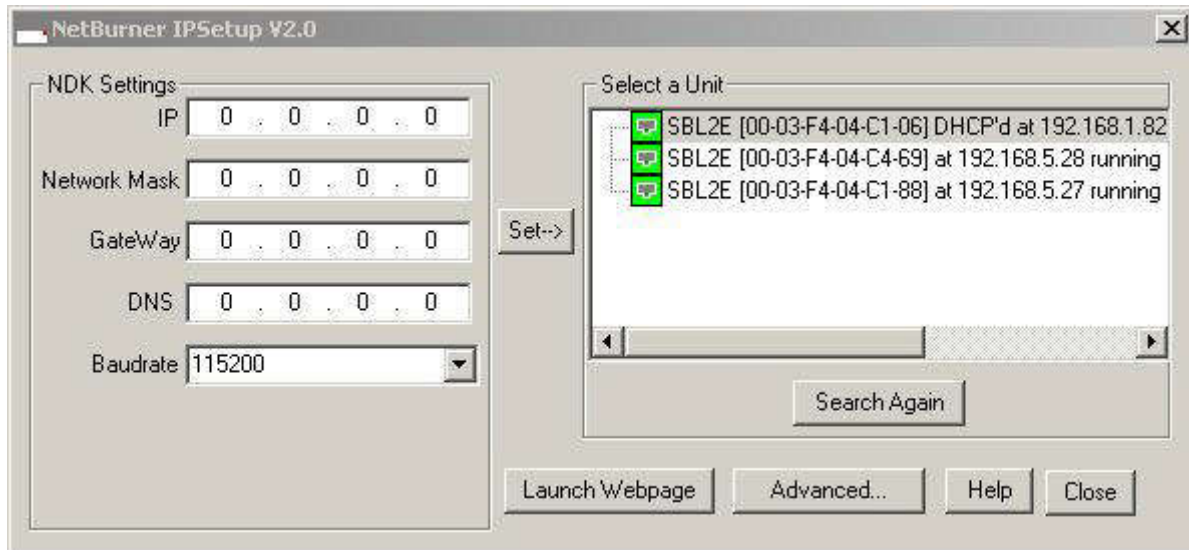 NetBurner IPSetup V2.0
NDK Settings
IP 0 . 0 . 0 . 0
Network Mask 0 . 0 . 0 . 0
GateWay 0 . 0 . 0 . 0
DNS 0 . 0 . 0 . 0
Baudrate 115200
Set-->
Select a Unit
SBL2E [00-03-F4-04-C1-06] DHCP'd at 192.168.1.82
SBL2E [00-03-F4-04-C4-69] at 192.168.5.28 running
SBL2E [00-03-F4-04-C1-88] at 192.168.5.27 running
Search Again
Launch Webpage
Advanced...
Help
Close